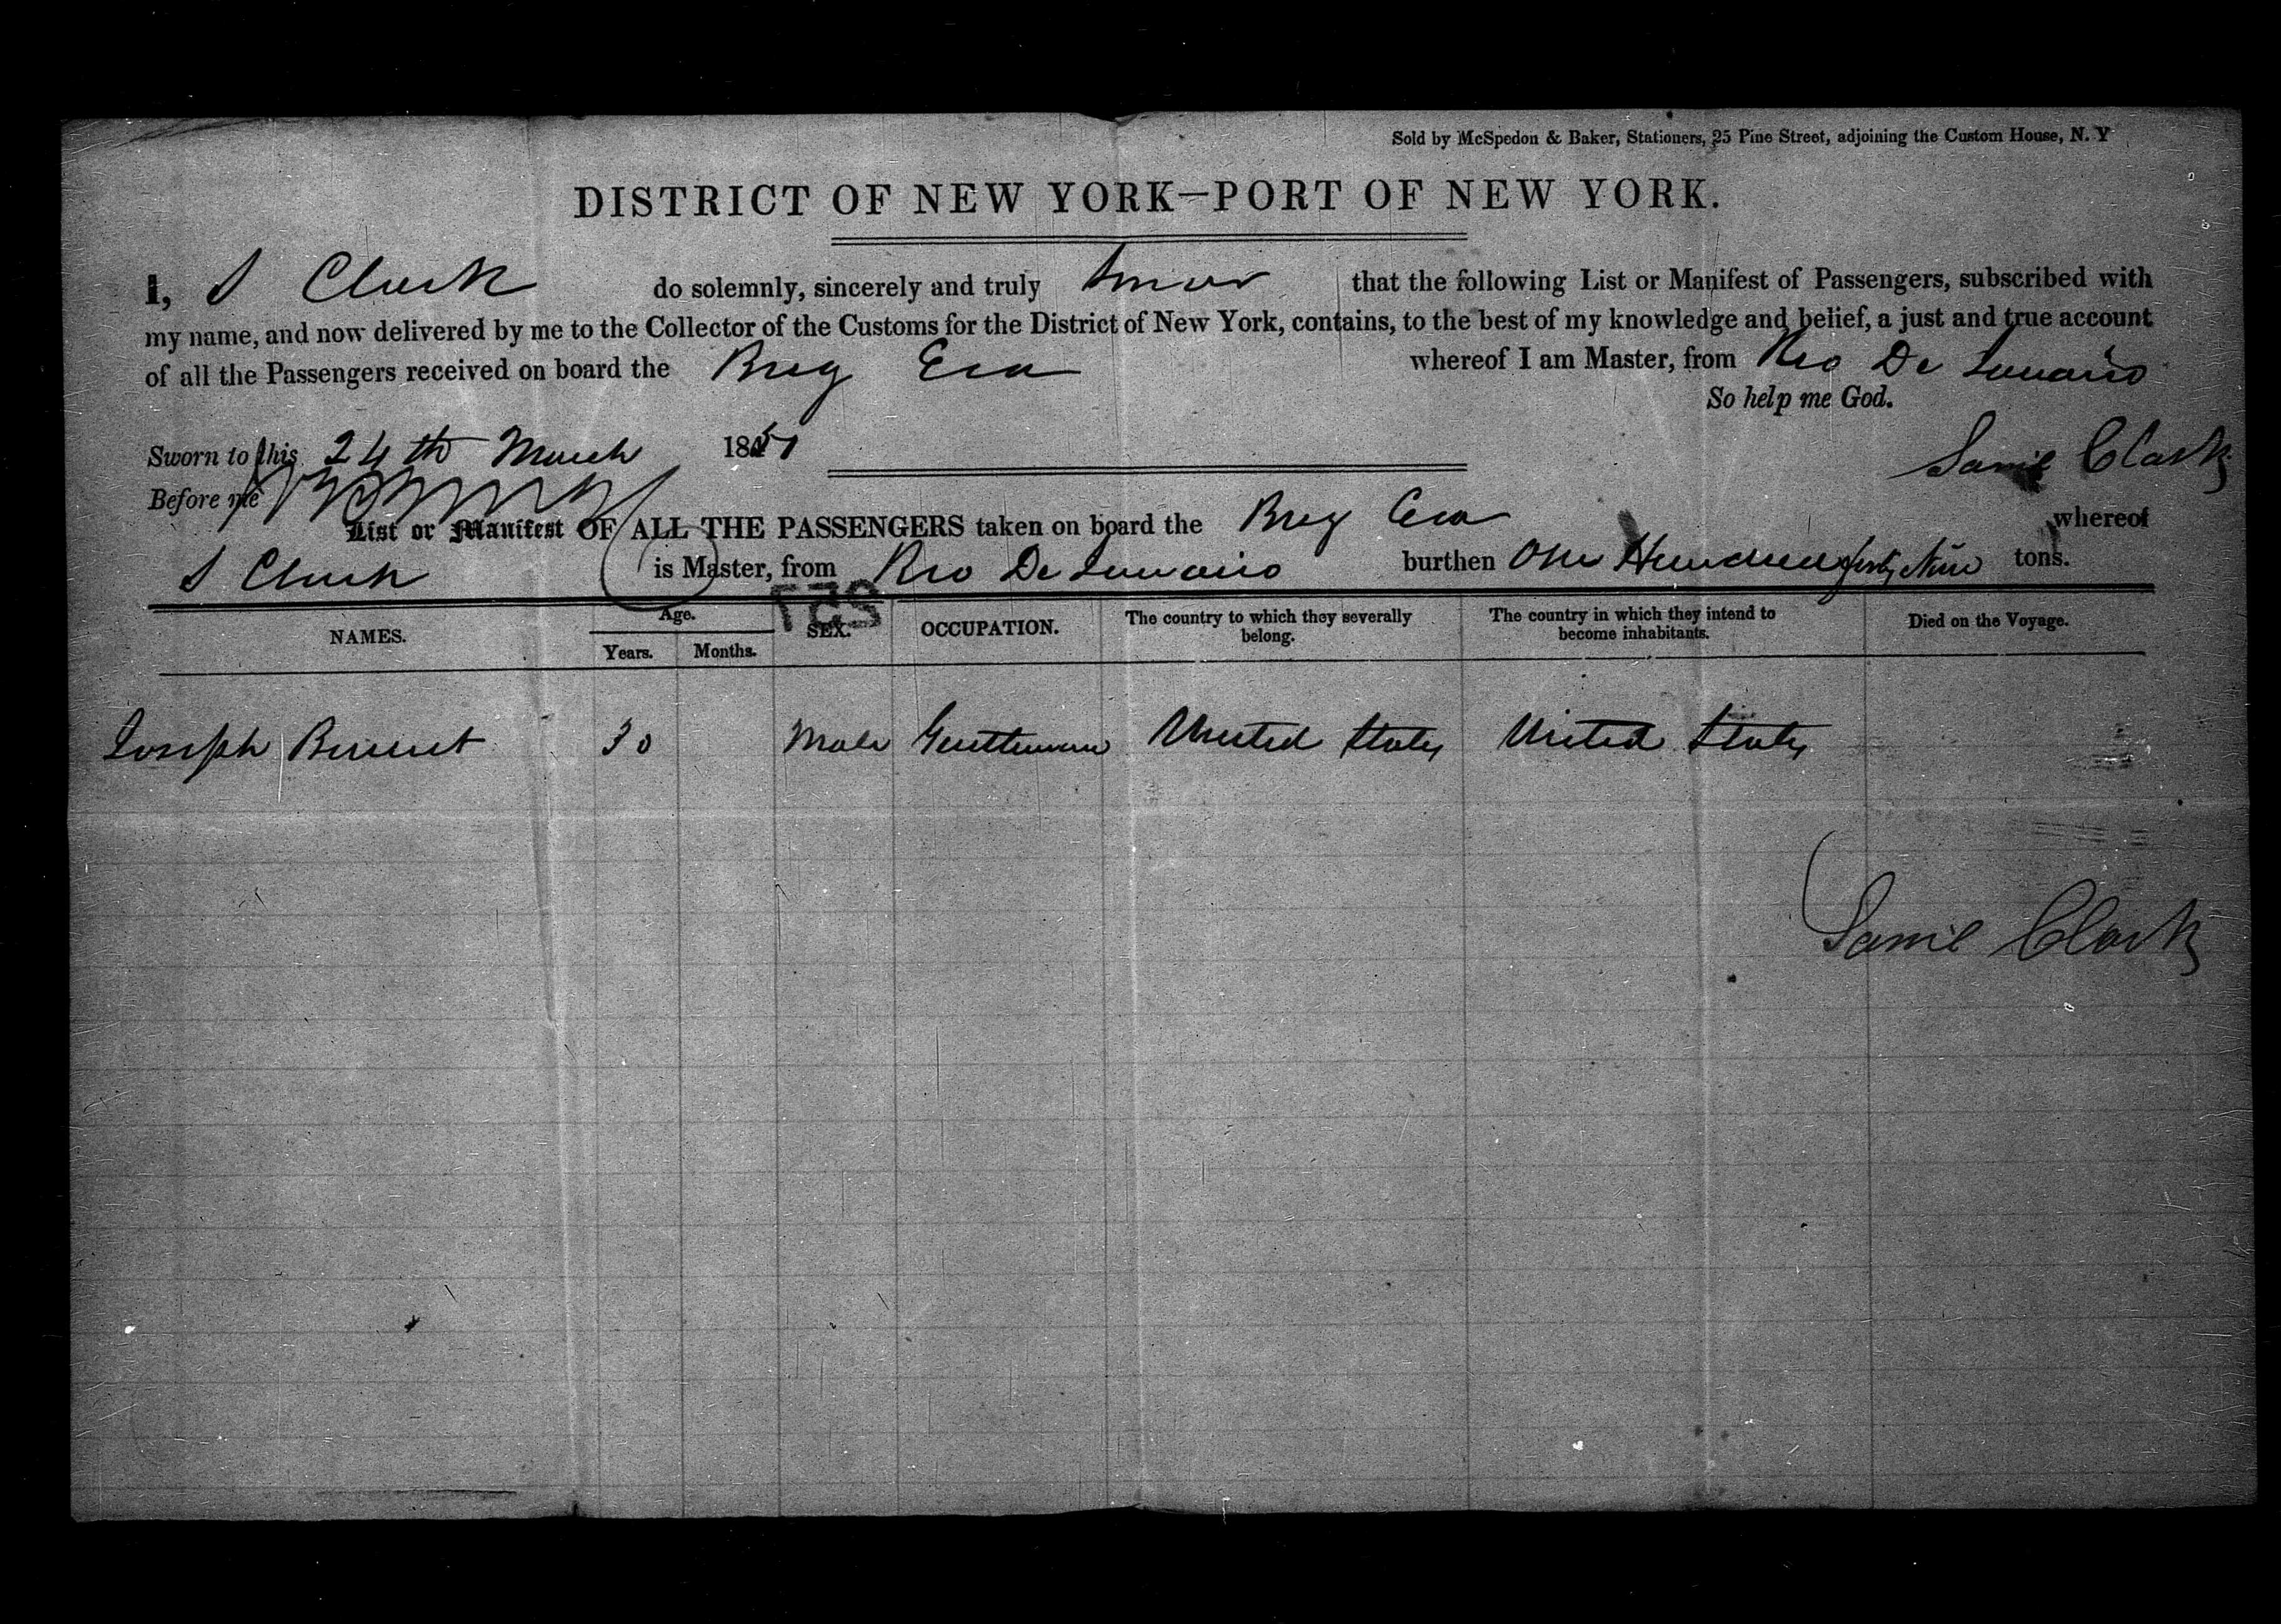 Sold by McSpedon & Baker, Stationers, 25 Pine Street, adjoining the Custom House, N. Y
DISTRICT OF NEW YORK—PORT OF NEW YORK.
I, S Clark do solemnly, sincerely and truly swear that the following List or Manifest of Passengers, subscribed with
my name, and now delivered by me to the Collector of the Customs for the District of New York, contains, to the best of my knowledge and belief, a just and true account
of all the Passengers received on board the Brig Era whereof I am Master, from Rio De Janairo
So help me God.
Sworn to this 24th March 1851
Saml Clark
Before me
List or Manifest OF ALL THE PASSENGERS taken on board the Brig Era whereof
S Clark is Master, from Rio De Janairo burthen One Hundred forty Nine tons.
257
NAMES. Age. Years. Months. SEX. OCCUPATION. The country to which they severally belong. The country in which they intend to become inhabitants. Died on the Voyage.
Joseph Bennet 30 Male Gentleman United States United States
Saml Clark